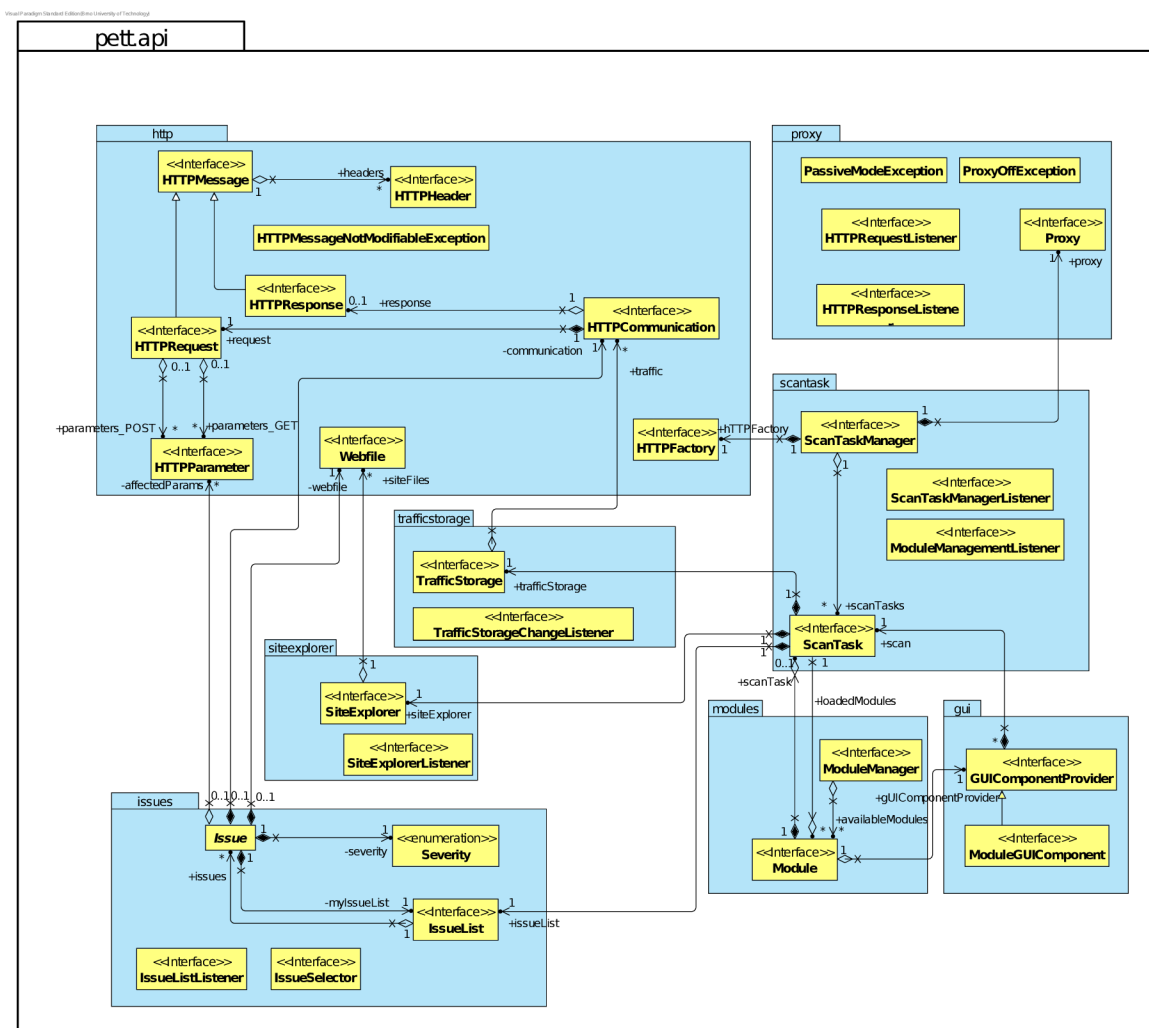 Visual Paradigm Standard Edition(Brno University of Technology)
pett.api
http
<<Interface>>
HTTPMessage
1
+headers
*
<<Interface>>
HTTPHeader
HTTPMessageNotModifiableException
<<Interface>>
HTTPResponse
0..1
+response
1
<<Interface>>
HTTPCommunication
<<Interface>>
HTTPRequest
1
+request
1
-communication
1
*
+traffic
0..1
0..1
+parameters_POST
*
*
+parameters_GET
<<Interface>>
HTTPParameter
-affectedParams
*
<<Interface>>
Webfile
1
-webfile
*
+siteFiles
<<Interface>>
HTTPFactory
+hTTPFactory
1
proxy
PassiveModeException
ProxyOffException
<<Interface>>
HTTPRequestListener
<<Interface>>
Proxy
1
+proxy
<<Interface>>
HTTPResponseListene
scantask
<<Interface>>
ScanTaskManager
1
1
1
<<Interface>>
ScanTaskManagerListener
<<Interface>>
ModuleManagementListener
*
+scanTasks
1
<<Interface>>
ScanTask
1
+scan
1
1
0..1
1
+scanTask
+loadedModules
trafficstorage
<<Interface>>
TrafficStorage
1
+trafficStorage
<<Interface>>
TrafficStorageChangeListener
siteexplorer
1
<<Interface>>
SiteExplorer
1
+siteExplorer
<<Interface>>
SiteExplorerListener
modules
<<Interface>>
ModuleManager
+availableModules
1
*
*
<<Interface>>
Module
1
gui
*
<<Interface>>
GUIComponentProvider
1
+gUIComponentProvider
<<Interface>>
ModuleGUIComponent
issues
0..1
0..1
0..1
Issue
1
1
-severity
<<enumeration>>
Severity
*
+issues
1
-myIssueList
1
<<Interface>>
IssueList
1
1
+issueList
<<Interface>>
IssueListListener
<<Interface>>
IssueSelector